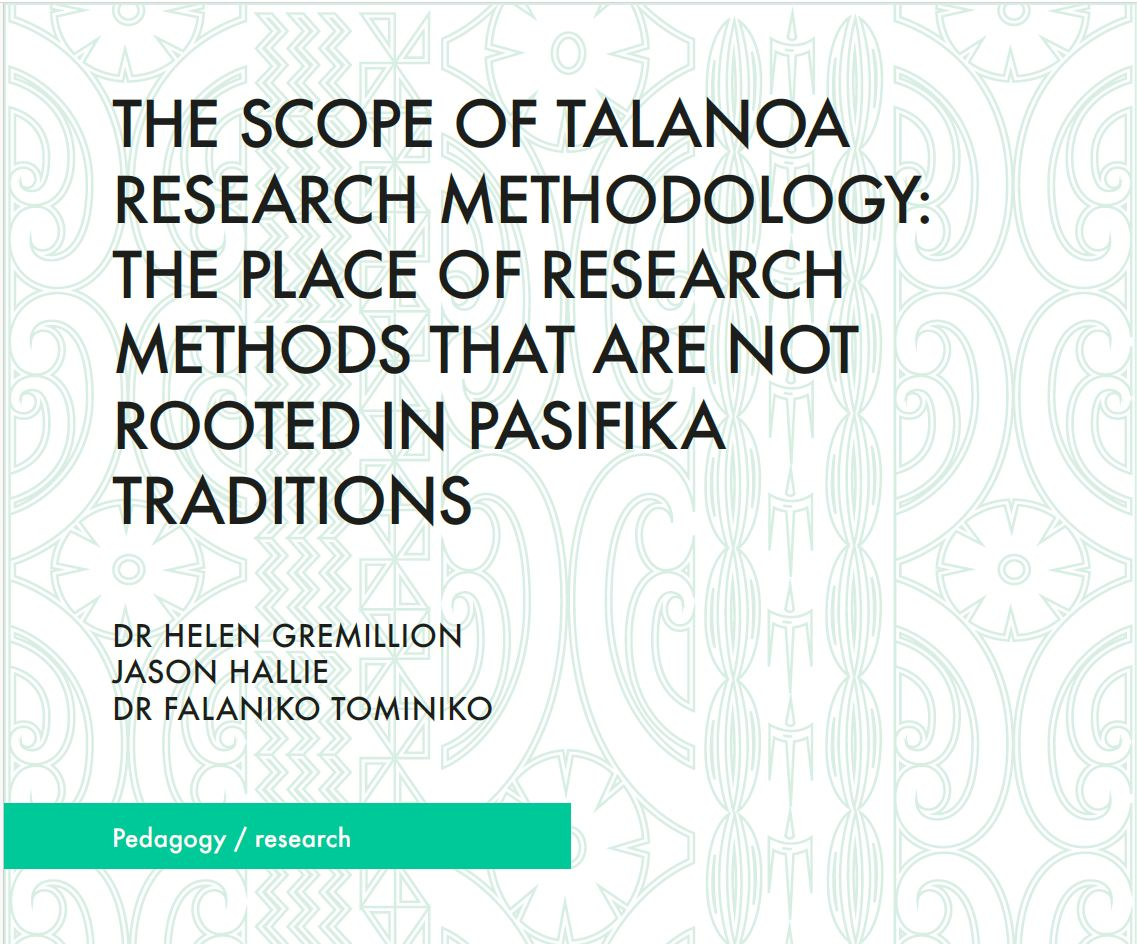 THE SCOPE OF TALANOA
RESEARCH METHODOLOGY:
THE PLACE OF RESEARCH
METHODS THAT ARE NOT
ROOTED IN PASIFIKA
TRADITIONS
DR HELEN GREMILLION
JASON HALLIE
DR FALANIKO TOMINIKO
Pedagogy / research